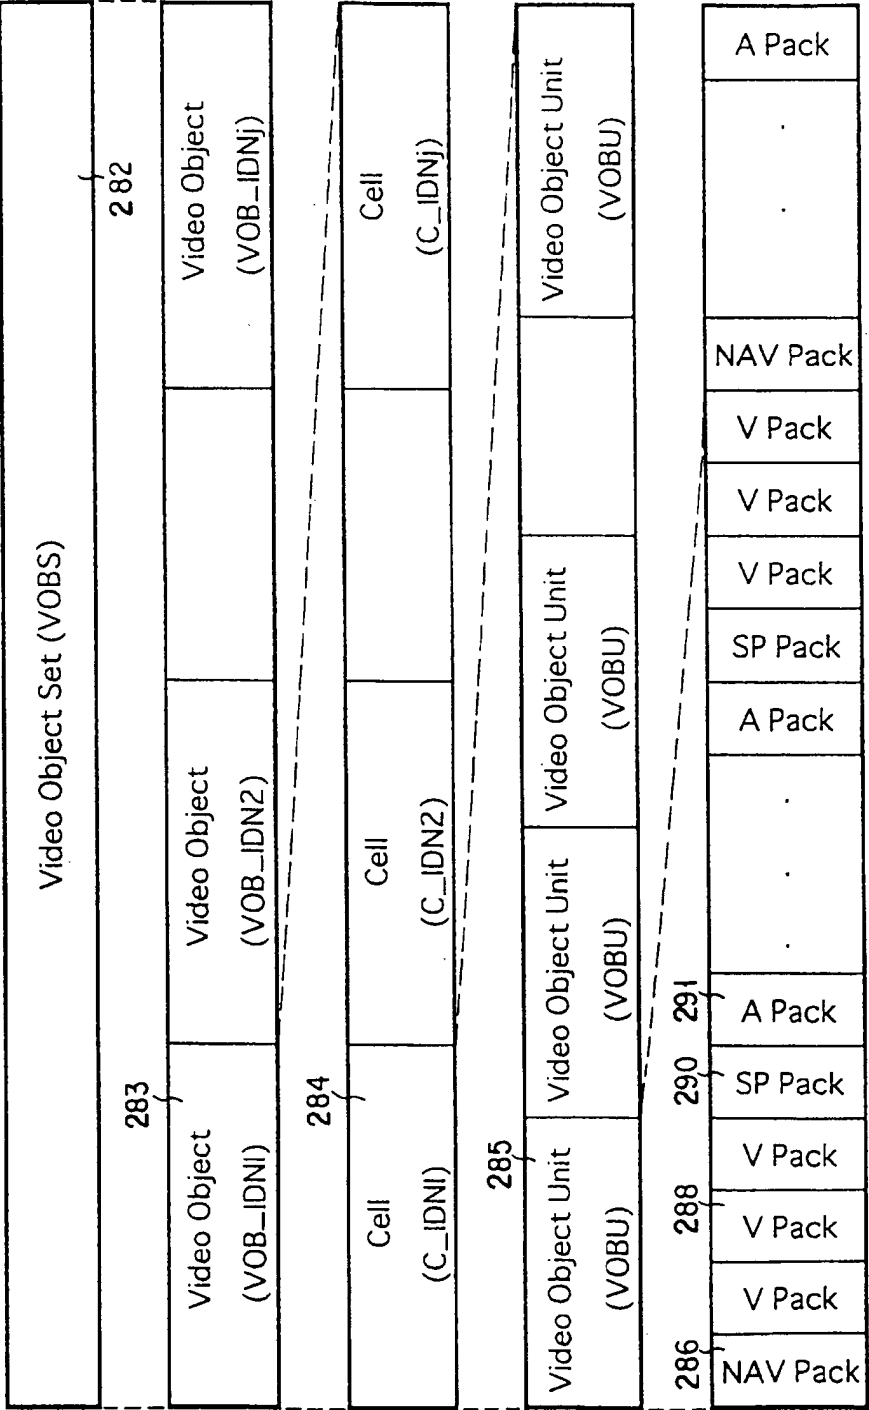 Video Object Set (VOBS)
282
283
Video Object
(VOB_IDN1)
Video Object
(VOB_IDN2)
Video Object
(VOB_IDNj)
284
Cell
(C_IDN1)
Cell
(C_IDN2)
Cell
(C_IDNj)
285
Video Object Unit
(VOBU)
Video Object Unit
(VOBU)
Video Object Unit
(VOBU)
Video Object Unit
(VOBU)
286
288
290
291
NAV Pack
V Pack
V Pack
V Pack
SP Pack
A Pack
. . .
A Pack
SP Pack
V Pack
V Pack
V Pack
NAV Pack
. .
A Pack